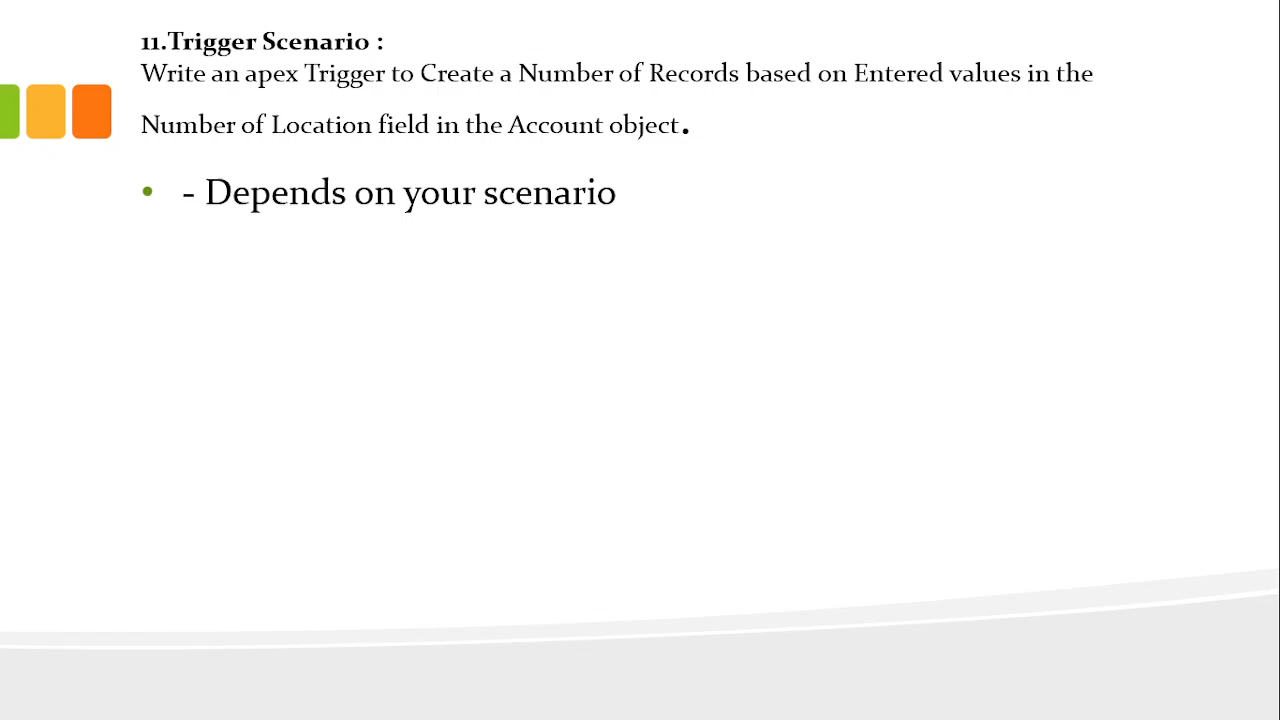 11.Trigger Scenario :
Write an apex Trigger to Create a Number of Records based on Entered values in the
Number of Location field in the Account object.
• - Depends on your scenario